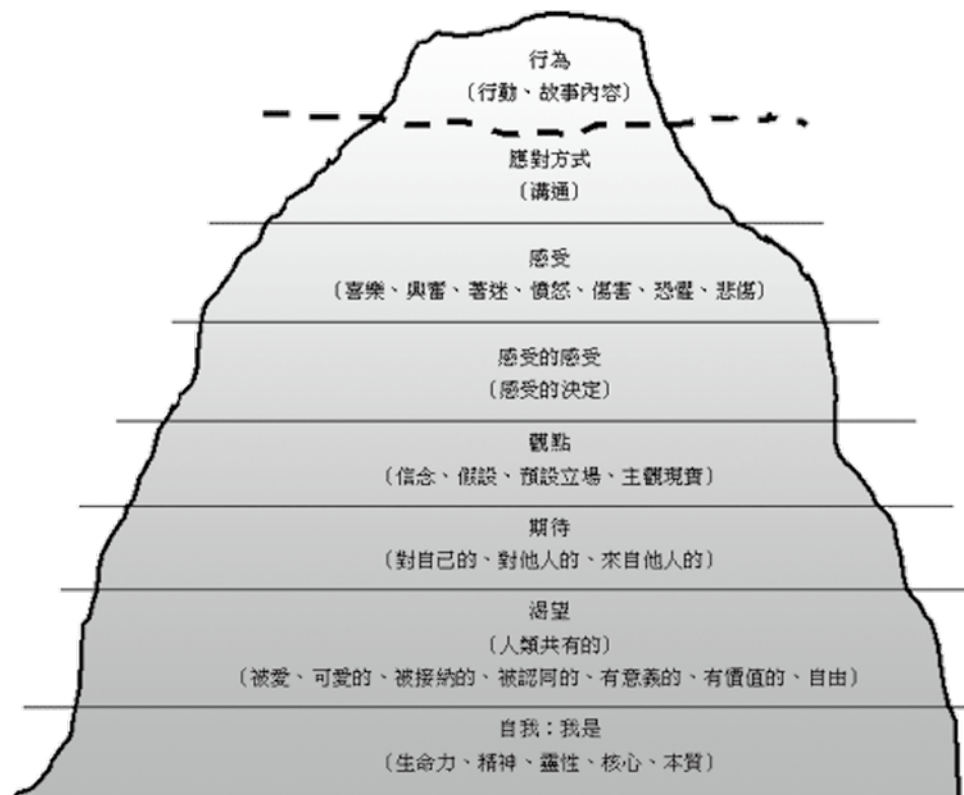 行為
（行動、故事內容）
應對方式
（溝通）
感受
（喜樂、興奮、著迷、憤怒、傷害、恐懼、悲傷）
感受的感受
（感受的決定）
觀點
（信念、假設、預設立場、主觀現實）
期待
（對自己的、對他人的、來自他人的）
渴望
（人類共有的）
（被愛、可愛的、被接納的、被認同的、有意義的、有價值的、自由）
自我：我是
（生命力、精神、靈性、核心、本質）